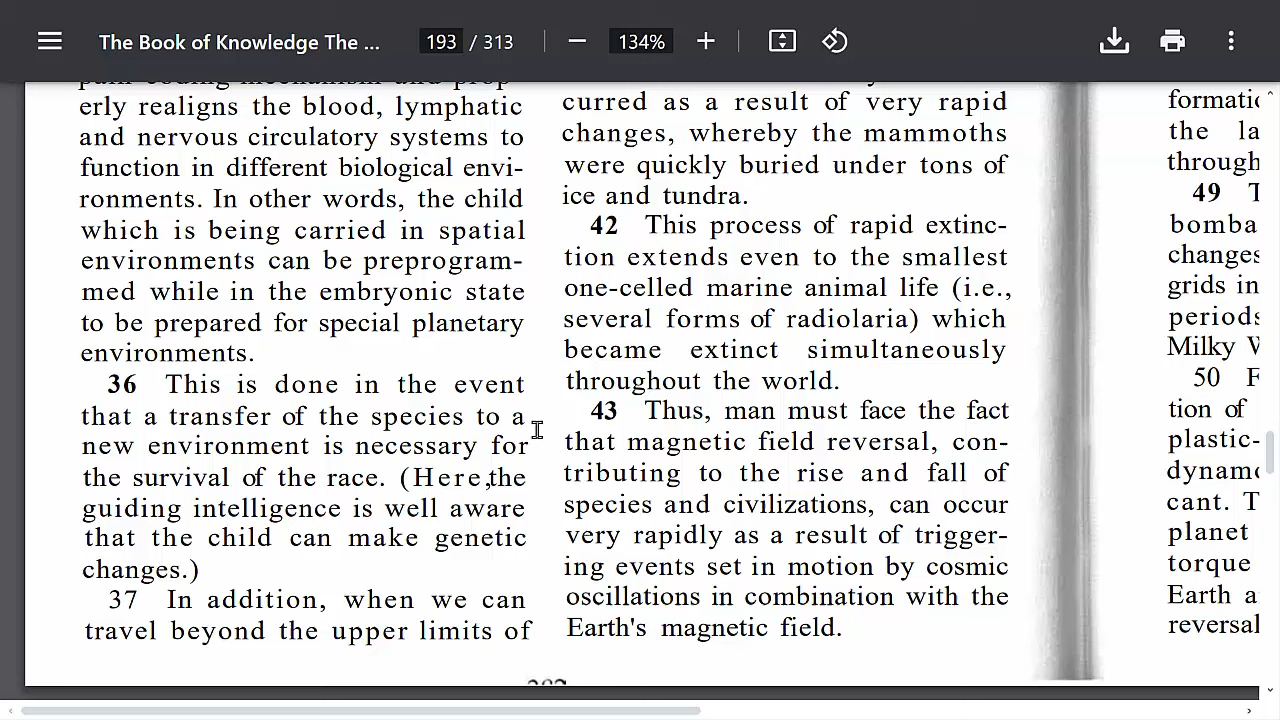 The Book of Knowledge The ...
193 / 313
134%
erly realigns the blood, lymphatic
and nervous circulatory systems to
function in different biological envi-
ronments. In other words, the child
which is being carried in spatial
environments can be preprogram-
med while in the embryonic state
to be prepared for special planetary
environments.
36 This is done in the event
that a transfer of the species to a
new environment is necessary for
the survival of the race. (Here,the
guiding intelligence is well aware
that the child can make genetic
changes.)
37 In addition, when we can
travel beyond the upper limits of
curred as a result of very rapid
changes, whereby the mammoths
were quickly buried under tons of
ice and tundra.
42 This process of rapid extinc-
tion extends even to the smallest
one-celled marine animal life (i.e.,
several forms of radiolaria) which
became extinct simultaneously
throughout the world.
43 Thus, man must face the fact
that magnetic field reversal, con-
tributing to the rise and fall of
species and civilizations, can occur
very rapidly as a result of trigger-
ing events set in motion by cosmic
oscillations in combination with the
Earth's magnetic field.
the la
through
49 T
bomba
changes
grids in
periods
Milky W
50 F
tion of
plastic-
dynamo
cant. T
planet
torque
Earth a
reversal